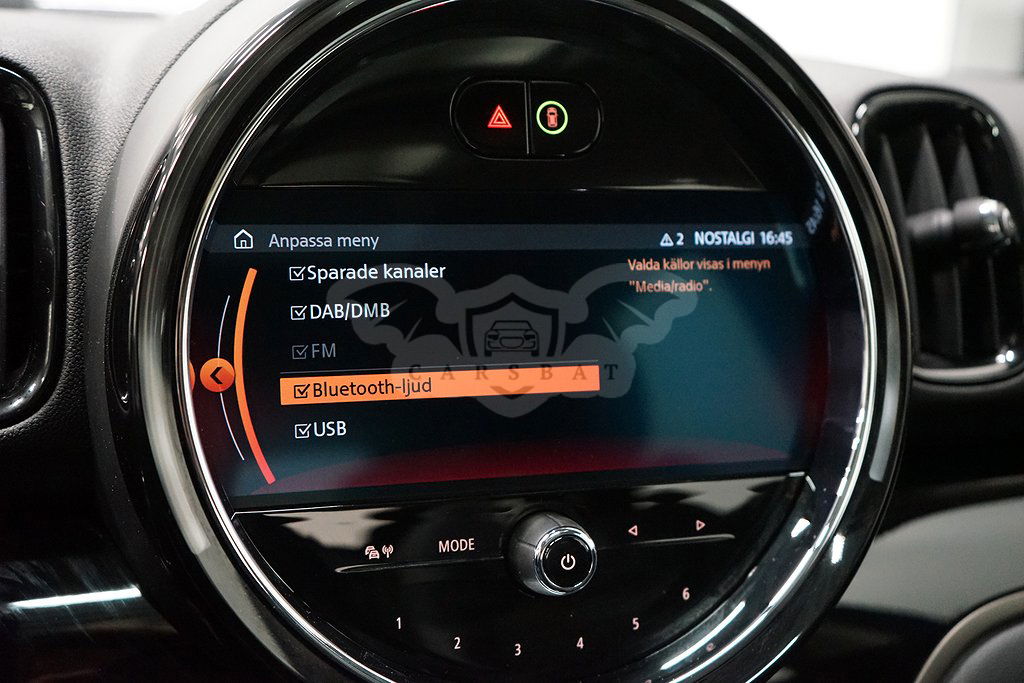 Anpassa meny
2 NOSTALGI 16:45
Sparade kanaler
DAB/DMB
FM
Bluetooth-ljud
USB
Valda källor visas i menyn
"Media/radio".
CARSBAT
MODE
1 2 3 4 5 6